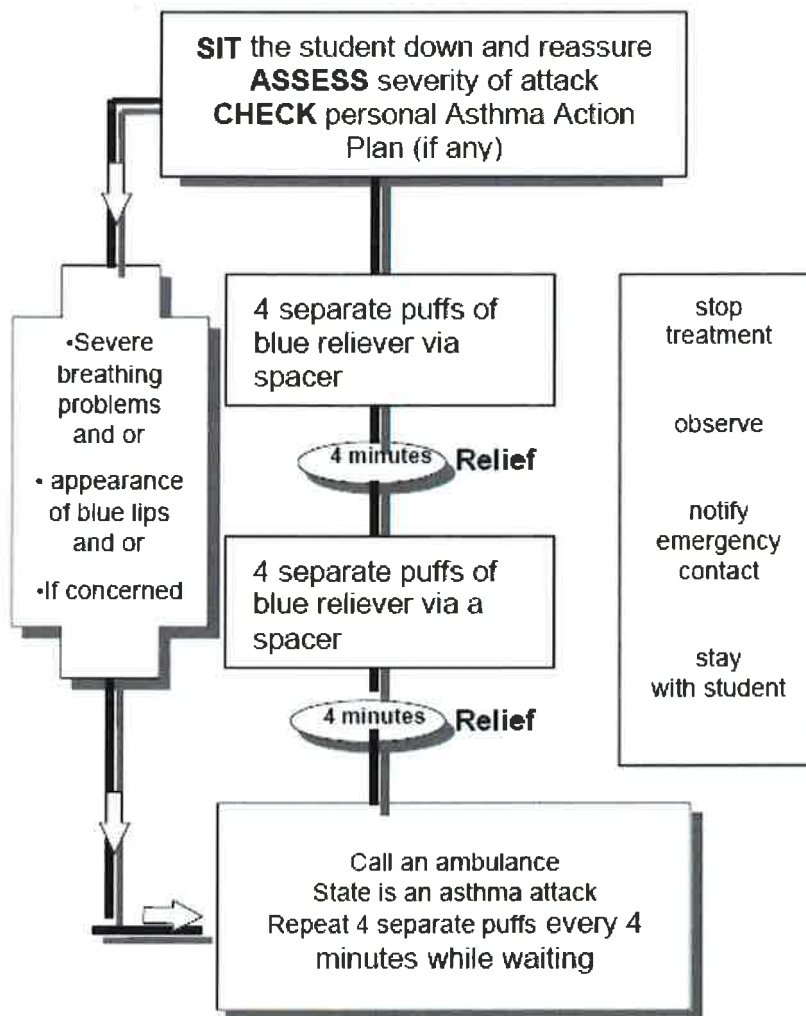 SIT the student down and reassure
ASSESS severity of attack
CHECK personal Asthma Action
Plan (if any)
•Severe
breathing
problems
and or
• appearance
of blue lips
and or
•If concerned
4 separate puffs of
blue reliever via
spacer
4 minutes Relief
4 separate puffs of
blue reliever via a
spacer
4 minutes Relief
stop
treatment
observe
notify
emergency
contact
stay
with student
Call an ambulance
State is an asthma attack
Repeat 4 separate puffs every 4
minutes while waiting